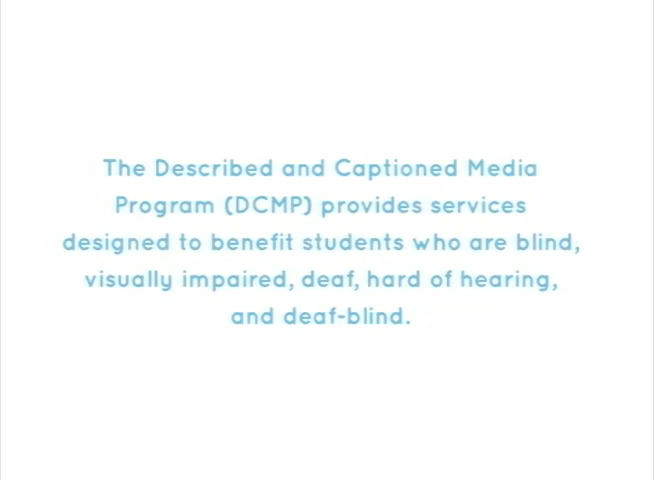 The Described and Captioned Media
Program (DCMP) provides services
designed to benefit students who are blind,
visually impaired, deaf, hard of hearing,
and deaf-blind.